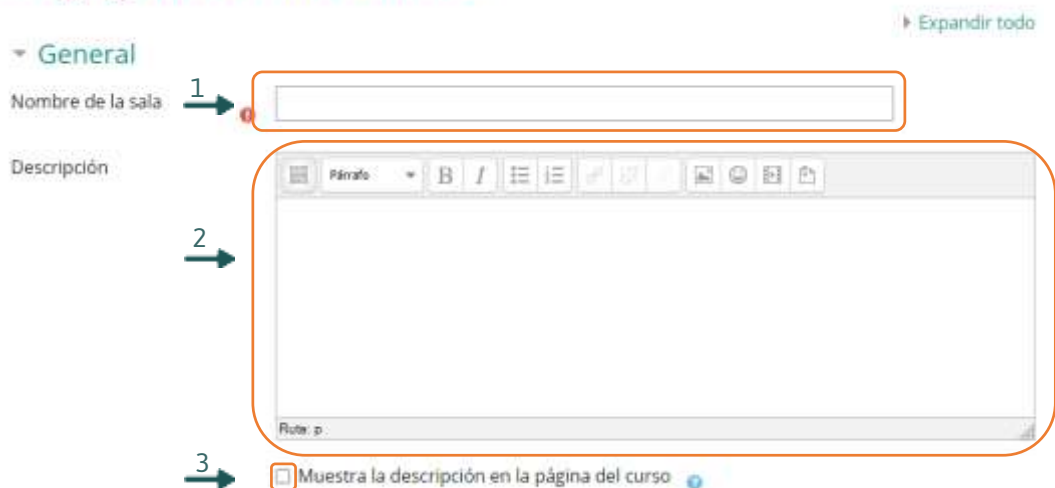 Expandir todo
General
Nombre de la sala 1
Descripción
Párrafo B I
2
Ruta: p
3 Muestra la descripción en la página del curso